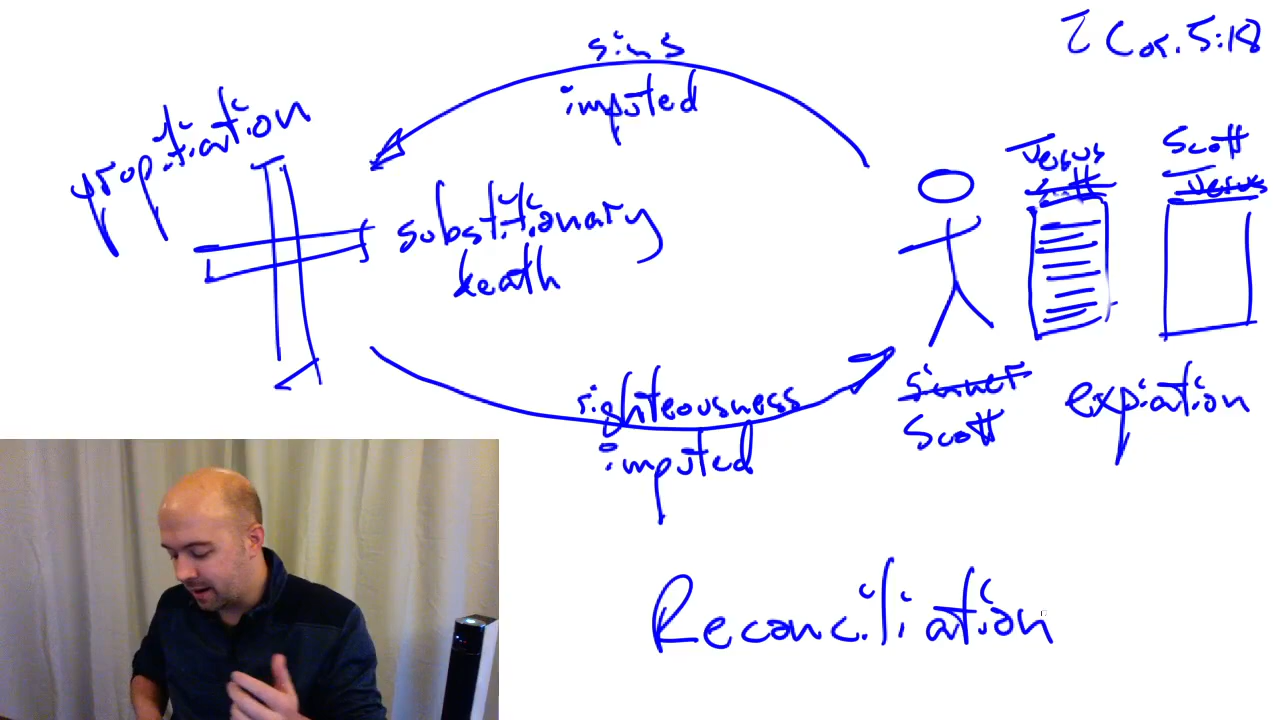 2 Cor. 5:18
sins
imputed
propitiation
substitutionary
death
Jesus
Scott
Scott
Jesus
righteousness
imputed
sinner
Scott
expiation
Reconciliation